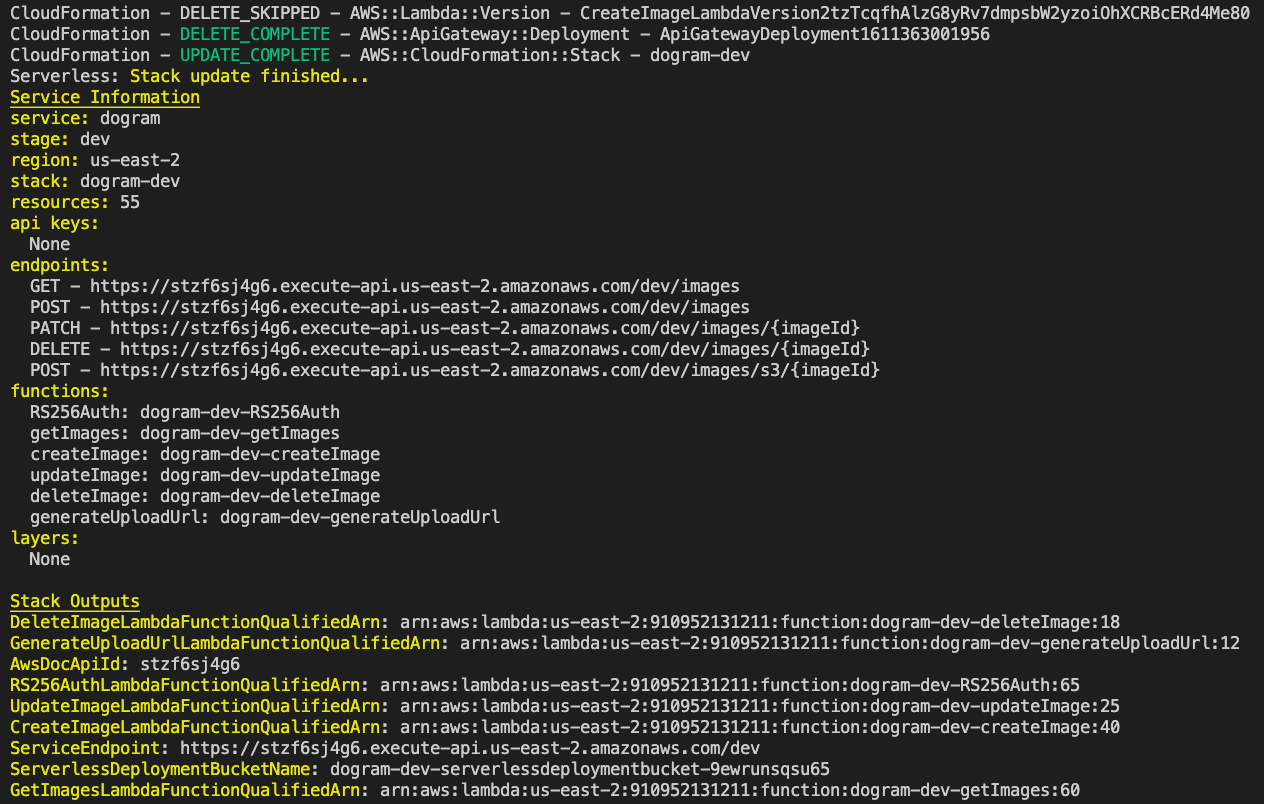 CloudFormation - DELETE_SKIPPED - AWS::Lambda::Version - CreateImageLambdaVersion2tzTcqfhAlzG8yRv7dmpsbW2yzoiOhXCRBcERd4Me80
CloudFormation - DELETE_COMPLETE - AWS::ApiGateway::Deployment - ApiGatewayDeployment1611363001956
CloudFormation - UPDATE_COMPLETE - AWS::CloudFormation::Stack - dogram-dev
Serverless: Stack update finished...
Service Information
service: dogram
stage: dev
region: us-east-2
stack: dogram-dev
resources: 55
api keys:
  None
endpoints:
  GET - https://stzf6sj4g6.execute-api.us-east-2.amazonaws.com/dev/images
  POST - https://stzf6sj4g6.execute-api.us-east-2.amazonaws.com/dev/images
  PATCH - https://stzf6sj4g6.execute-api.us-east-2.amazonaws.com/dev/images/{imageId}
  DELETE - https://stzf6sj4g6.execute-api.us-east-2.amazonaws.com/dev/images/{imageId}
  POST - https://stzf6sj4g6.execute-api.us-east-2.amazonaws.com/dev/images/s3/{imageId}
functions:
  RS256Auth: dogram-dev-RS256Auth
  getImages: dogram-dev-getImages
  createImage: dogram-dev-createImage
  updateImage: dogram-dev-updateImage
  deleteImage: dogram-dev-deleteImage
  generateUploadUrl: dogram-dev-generateUploadUrl
layers:
  None
Stack Outputs
DeleteImageLambdaFunctionQualifiedArn: arn:aws:lambda:us-east-2:910952131211:function:dogram-dev-deleteImage:18
GenerateUploadUrlLambdaFunctionQualifiedArn: arn:aws:lambda:us-east-2:910952131211:function:dogram-dev-generateUploadUrl:12
AwsDocApiId: stzf6sj4g6
RS256AuthLambdaFunctionQualifiedArn: arn:aws:lambda:us-east-2:910952131211:function:dogram-dev-RS256Auth:65
UpdateImageLambdaFunctionQualifiedArn: arn:aws:lambda:us-east-2:910952131211:function:dogram-dev-updateImage:25
CreateImageLambdaFunctionQualifiedArn: arn:aws:lambda:us-east-2:910952131211:function:dogram-dev-createImage:40
ServiceEndpoint: https://stzf6sj4g6.execute-api.us-east-2.amazonaws.com/dev
ServerlessDeploymentBucketName: dogram-dev-serverlessdeploymentbucket-9ewrunsqsu65
GetImagesLambdaFunctionQualifiedArn: arn:aws:lambda:us-east-2:910952131211:function:dogram-dev-getImages:60